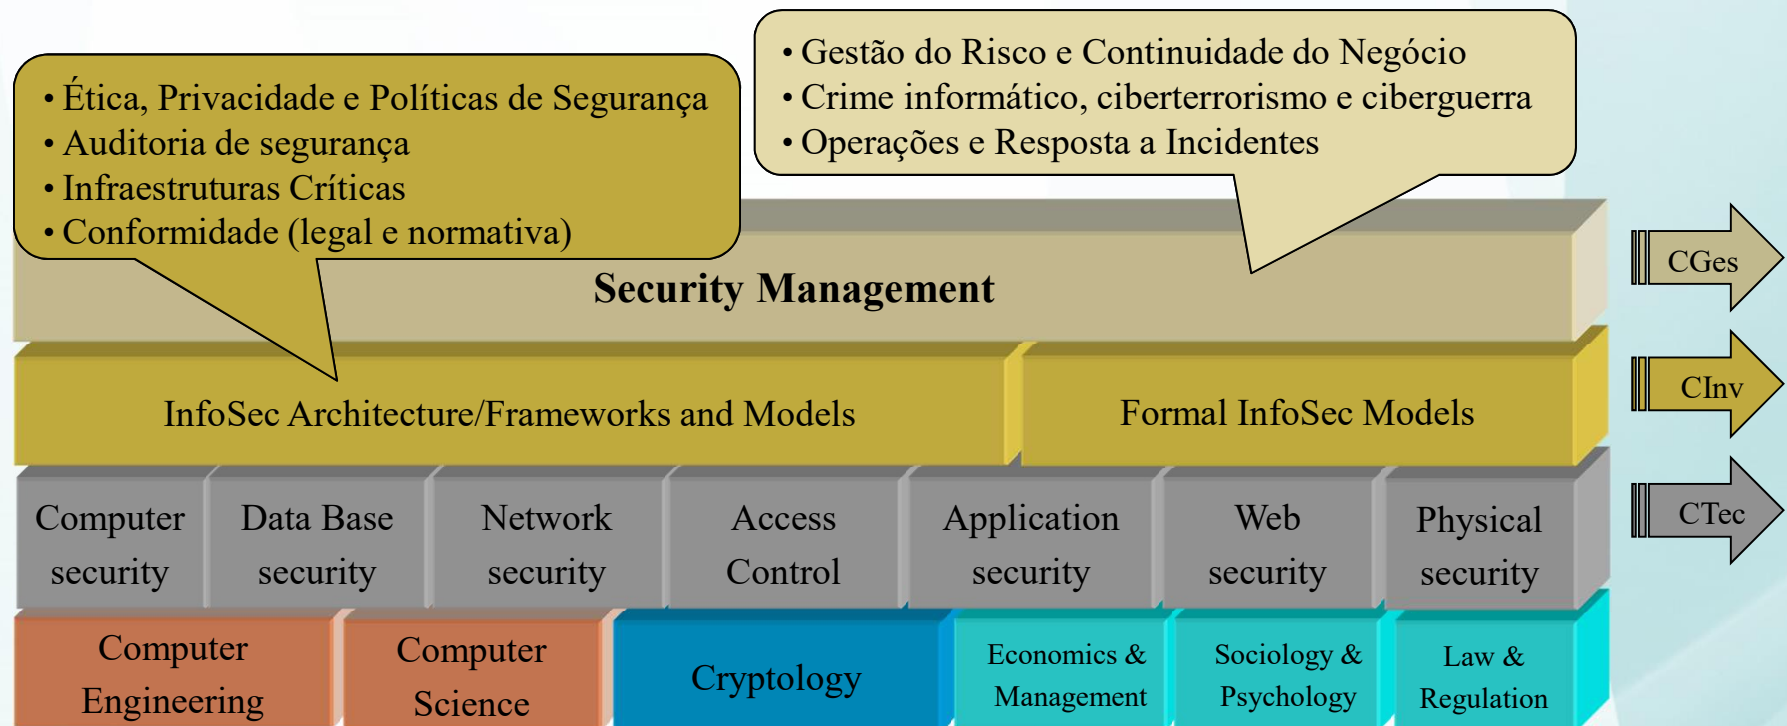 • Ética, Privacidade e Políticas de Segurança
• Auditoria de segurança
• Infraestruturas Críticas
• Conformidade (legal e normativa)
• Gestão do Risco e Continuidade do Negócio
• Crime informático, ciberterrorismo e ciberguerra
• Operações e Resposta a Incidentes
Security Management
CGes
InfoSec Architecture/Frameworks and Models
Formal InfoSec Models
CInv
Computer
security
Data Base
security
Network
security
Access
Control
Application
security
Web
security
Physical
security
CTec
Computer
Engineering
Computer
Science
Cryptology
Economics &
Management
Sociology &
Psychology
Law &
Regulation